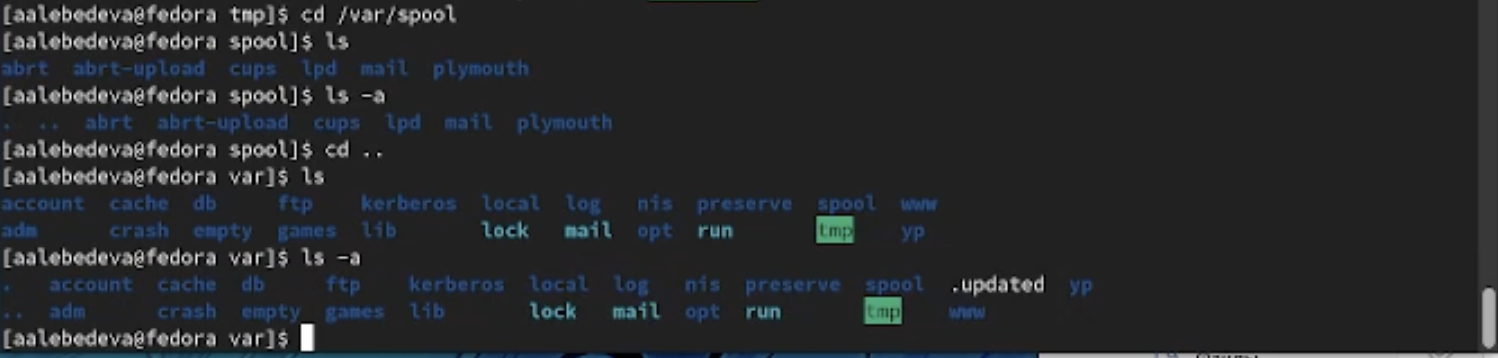 [aalebedeva@fedora tmp]$ cd /var/spool
[aalebedeva@fedora spool]$ ls
abrt  abrt-upload  cups  lpd  mail  plymouth
[aalebedeva@fedora spool]$ ls -a
.  ..  abrt  abrt-upload  cups  lpd  mail  plymouth
[aalebedeva@fedora spool]$ cd ..
[aalebedeva@fedora var]$ ls
account  cache  db  ftp  kerberos  local  log  nis  preserve  spool  www
adm  crash  empty  games  lib  lock  mail  opt  run  tmp  yp
[aalebedeva@fedora var]$ ls -a
.  account  cache  db  ftp  kerberos  local  log  nis  preserve  spool  .updated  yp
..  adm  crash  empty  games  lib  lock  mail  opt  run  tmp  www
[aalebedeva@fedora var]$